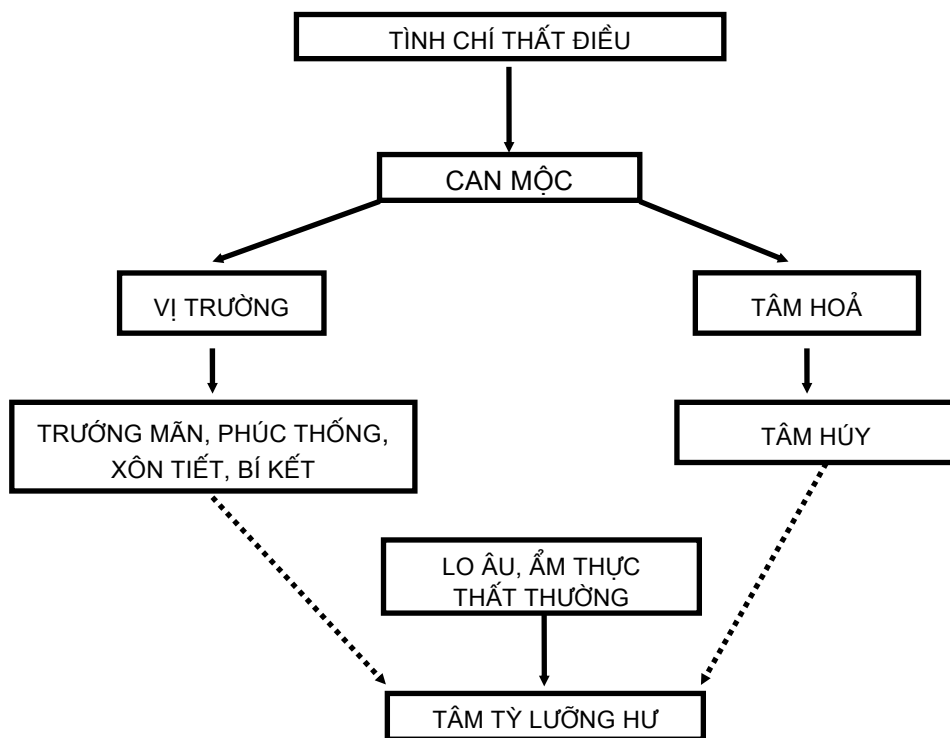 TÌNH CHÍ THẤT ĐIỀU
CAN MỘC
VỊ TRƯỜNG
TÂM HOẢ
TRƯỚNG MÃN, PHÚC THỐNG,
XÔN TIẾT, BÍ KẾT
TÂM HÚY
LO ÂU, ẨM THỰC
THẤT THƯỜNG
TÂM TỲ LƯỠNG HƯ